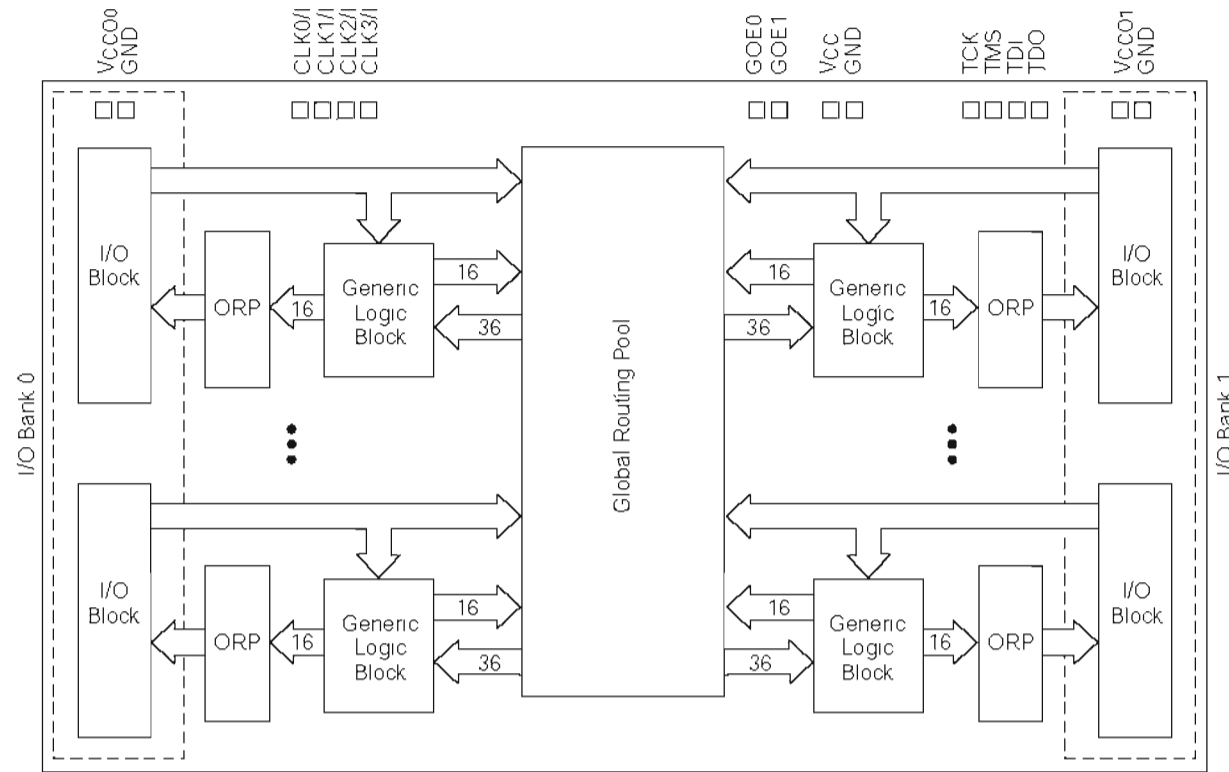 VCCO0
GND
CLK0/I
CLK1/I
CLK2/I
CLK3/I
GOE0
GOE1
VCC
GND
TCK
TMS
TDI
TDO
VCCO1
GND
I/O Bank 0
I/O
Block
ORP
16
Generic
Logic
Block
16
36
Global Routing Pool
16
36
Generic
Logic
Block
16
ORP
I/O
Block
I/O Bank 1
I/O
Block
ORP
16
Generic
Logic
Block
16
36
16
36
Generic
Logic
Block
16
ORP
I/O
Block